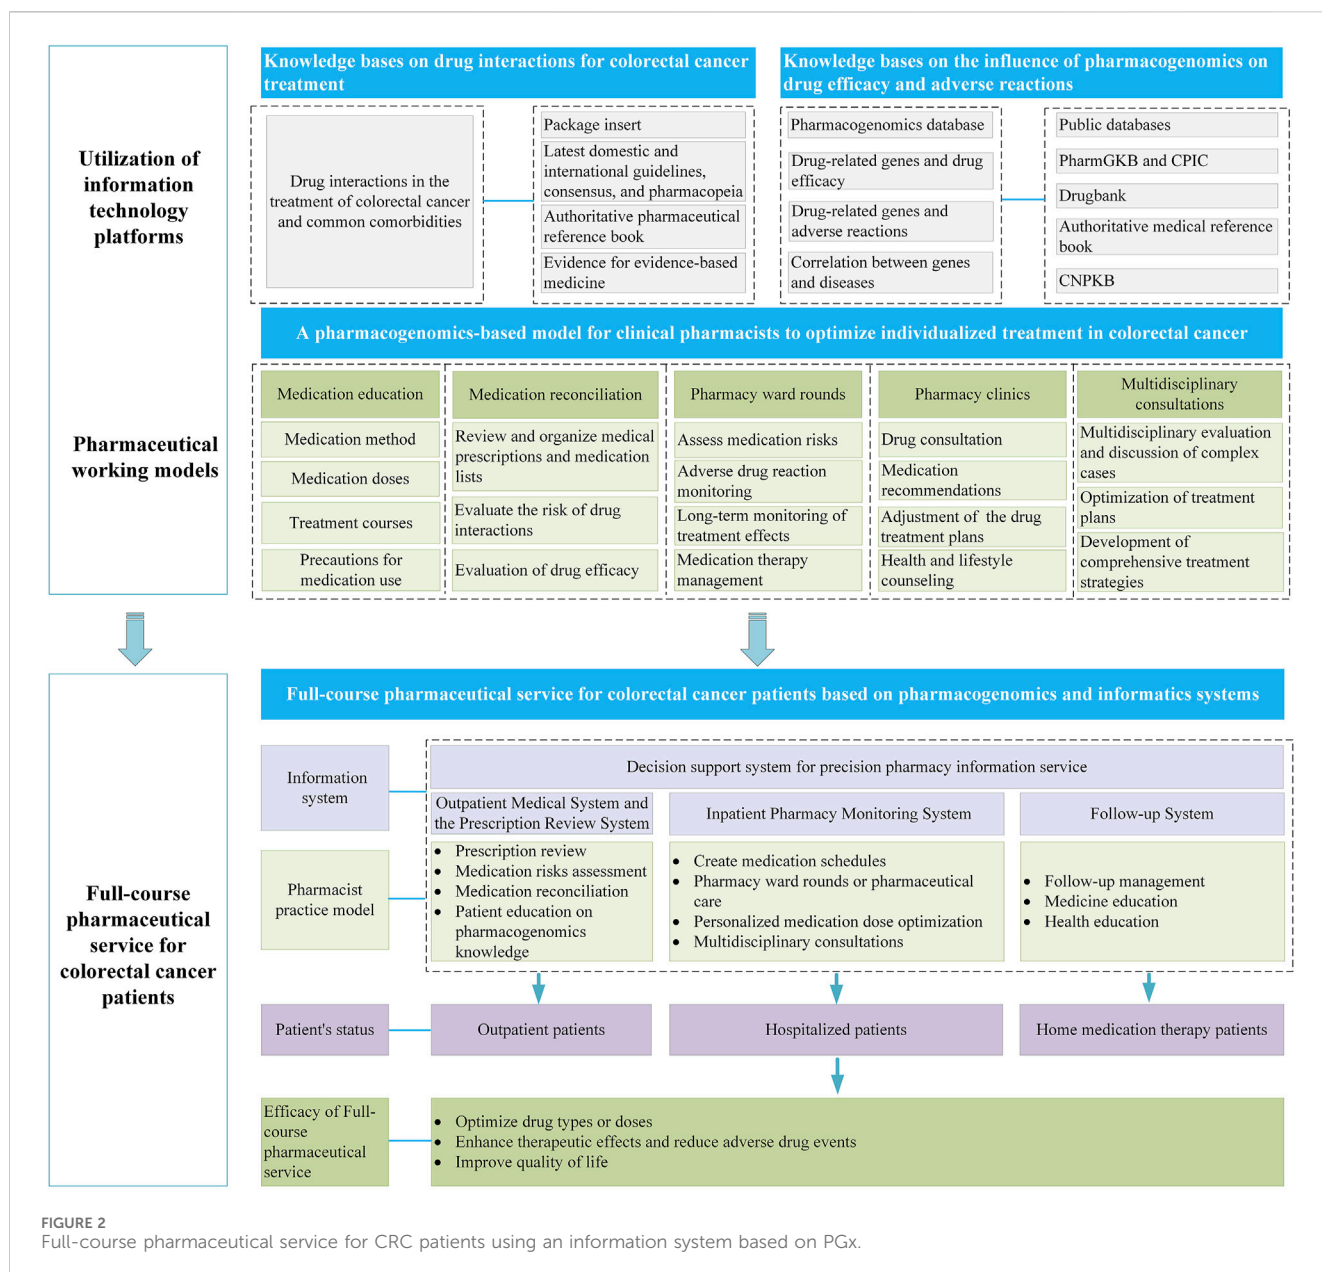 Utilization of
information
technology
platforms
Pharmaceutical
working models
Knowledge bases on drug interactions for colorectal cancer
treatment
Drug interactions in the
treatment of colorectal cancer
and common comorbidities
Package insert
Latest domestic and
international guidelines,
consensus, and pharmacopeia
Authoritative pharmaceutical
reference book
Evidence for evidence-based
medicine
Knowledge bases on the influence of pharmacogenomics on
drug efficacy and adverse reactions
Pharmacogenomics database
Drug-related genes and drug
efficacy
Drug-related genes and
adverse reactions
Correlation between genes
and diseases
Public databases
PharmGKB and CPIC
Drugbank
Authoritative medical reference
book
CNPKB
A pharmacogenomics-based model for clinical pharmacists to optimize individualized treatment in colorectal cancer
Medication education
Medication method
Medication doses
Treatment courses
Precautions for
medication use
Medication reconciliation
Review and organize medical
prescriptions and medication
lists
Evaluate the risk of drug
interactions
Evaluation of drug efficacy
Pharmacy ward rounds
Assess medication risks
Adverse drug reaction
monitoring
Long-term monitoring of
treatment effects
Medication therapy
management
Pharmacy clinics
Drug consultation
Medication
recommendations
Adjustment of the drug
treatment plans
Health and lifestyle
counseling
Multidisciplinary
consultations
Multidisciplinary evaluation
and discussion of complex
cases
Optimization of treatment
plans
Development of
comprehensive treatment
strategies
Full-course
pharmaceutical
service for
colorectal cancer
patients
Full-course pharmaceutical service for colorectal cancer patients based on pharmacogenomics and informatics systems
Information
system
Decision support system for precision pharmacy information service
Outpatient Medical System and
the Prescription Review System
Inpatient Pharmacy Monitoring System
Follow-up System
Pharmacist
practice model
• Prescription review
• Medication risks assessment
• Medication reconciliation
• Patient education on
pharmacogenomics
knowledge
• Create medication schedules
• Pharmacy ward rounds or pharmaceutical
care
• Personalized medication dose optimization
• Multidisciplinary consultations
• Follow-up management
• Medicine education
• Health education
Patient's status
Outpatient patients
Hospitalized patients
Home medication therapy patients
Efficacy of Full-
course
pharmaceutical
service
• Optimize drug types or doses
• Enhance therapeutic effects and reduce adverse drug events
• Improve quality of life
FIGURE 2
Full-course pharmaceutical service for CRC patients using an information system based on PGx.